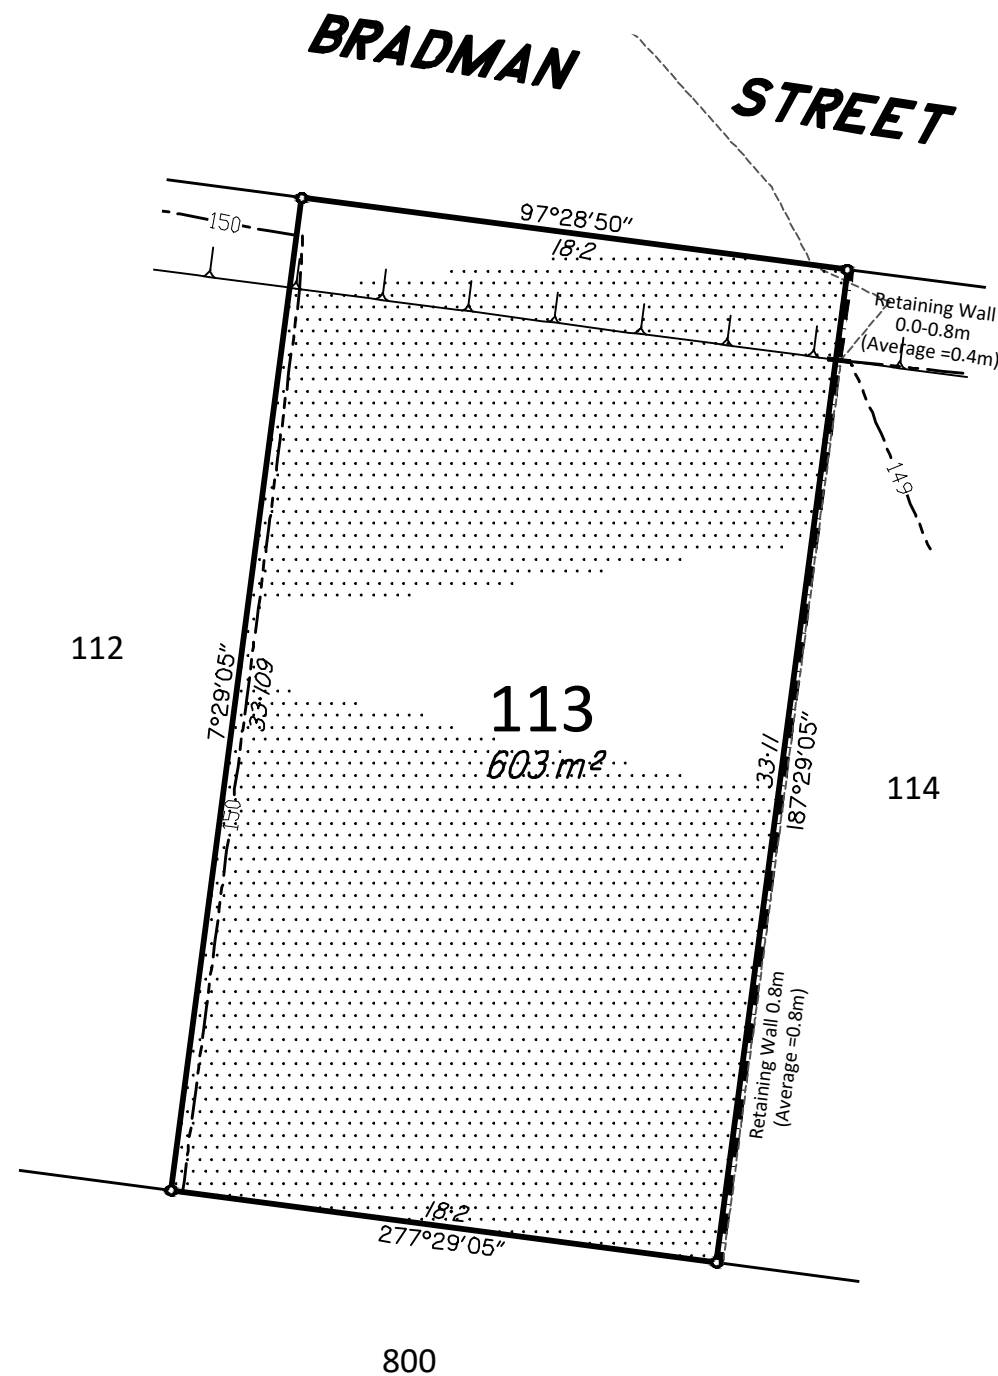 BRADMAN STREET
97°28'50"
18·2
150
Retaining Wall
0.0-0.8m
(Average =0.4m)
149
112
7°29'05"
33·109
113
603 m²
33·11
187°29'05"
114
150
Retaining Wall 0.8m
(Average =0.8m)
18·2
277°29'05"
800